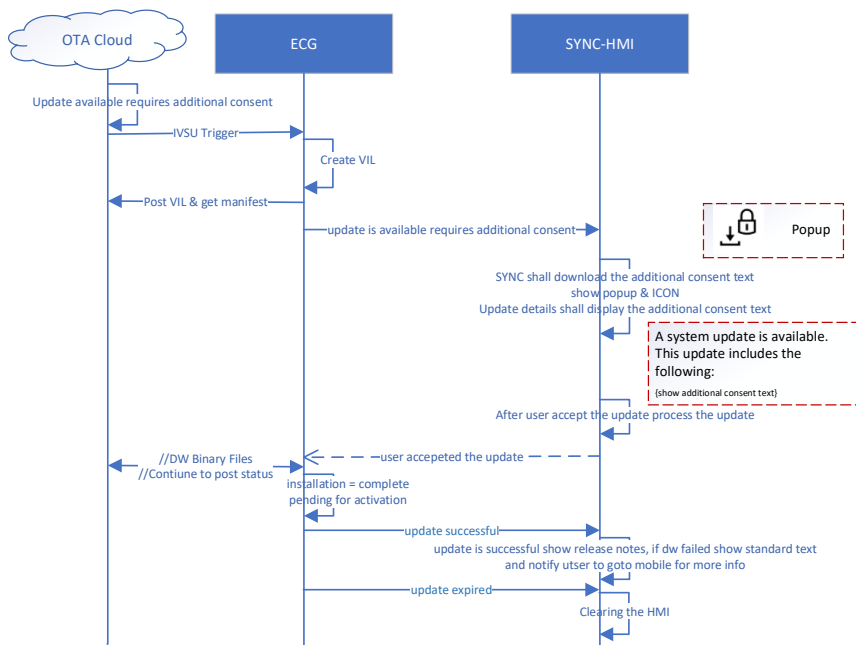 OTA Cloud
ECG
SYNC-HMI
Update available requires additional consent
IVSU Trigger
Create VIL
Post VIL & get manifest
update is available requires additional consent
Popup
SYNC shall download the additional consent text
show popup & ICON
Update details shall display the additional consent text
A system update is available.
This update includes the
following:
{show additional consent text}
After user accept the update process the update
user accepeted the update
//DW Binary Files
//Contiune to post status
installation = complete
pending for activation
update successful
update is successful show release notes, if dw failed show standard text
and notify utser to goto mobile for more info
update expired
Clearing the HMI